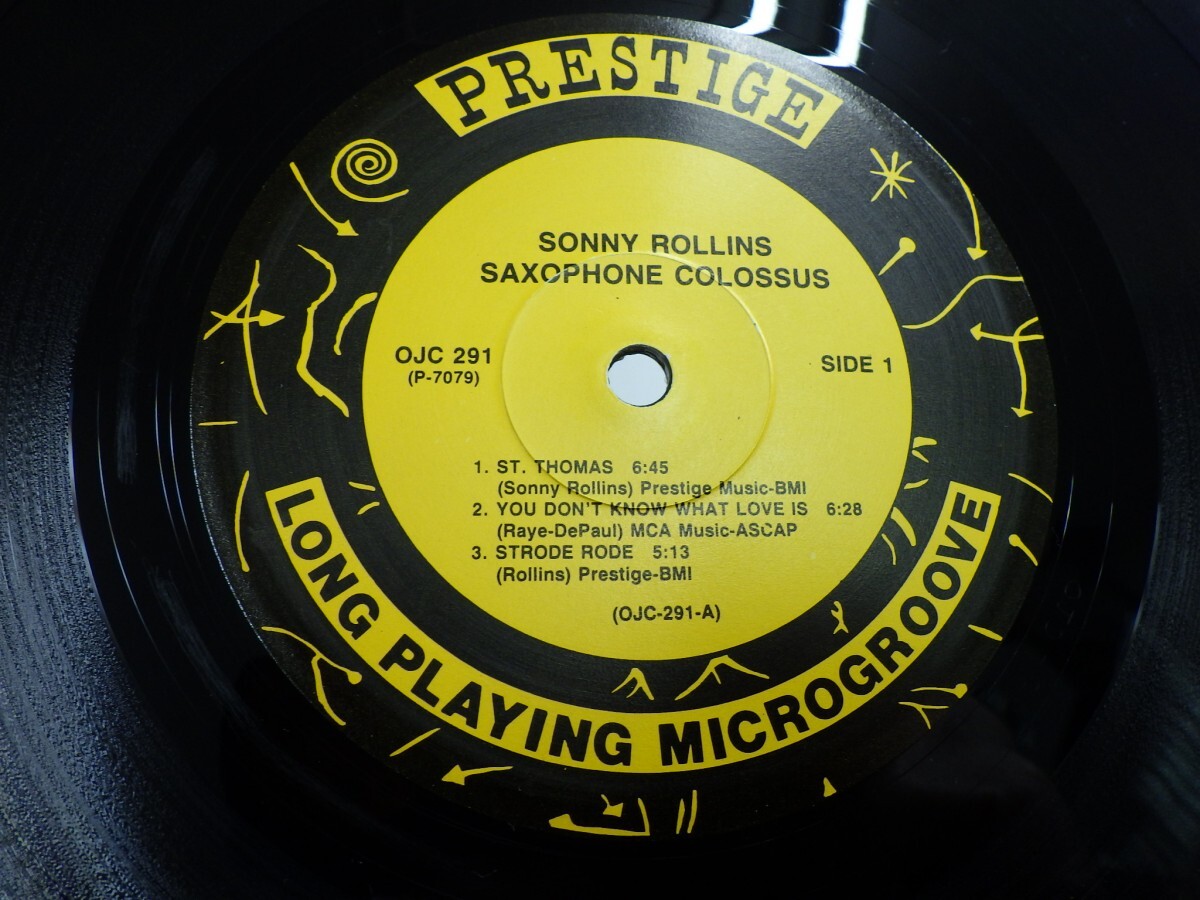 PRESTIGE
SONNY ROLLINS
SAXOPHONE COLOSSUS
OJC 291
(P-7079)
SIDE 1
1. ST. THOMAS 6:45
(Sonny Rollins) Prestige Music-BMI
2. YOU DON'T KNOW WHAT LOVE IS 6:28
(Raye-DePaul) MCA Music-ASCAP
3. STRODE RODE 5:13
(Rollins) Prestige-BMI
(OJC-291-A)
LONG PLAYING MICROGROOVE